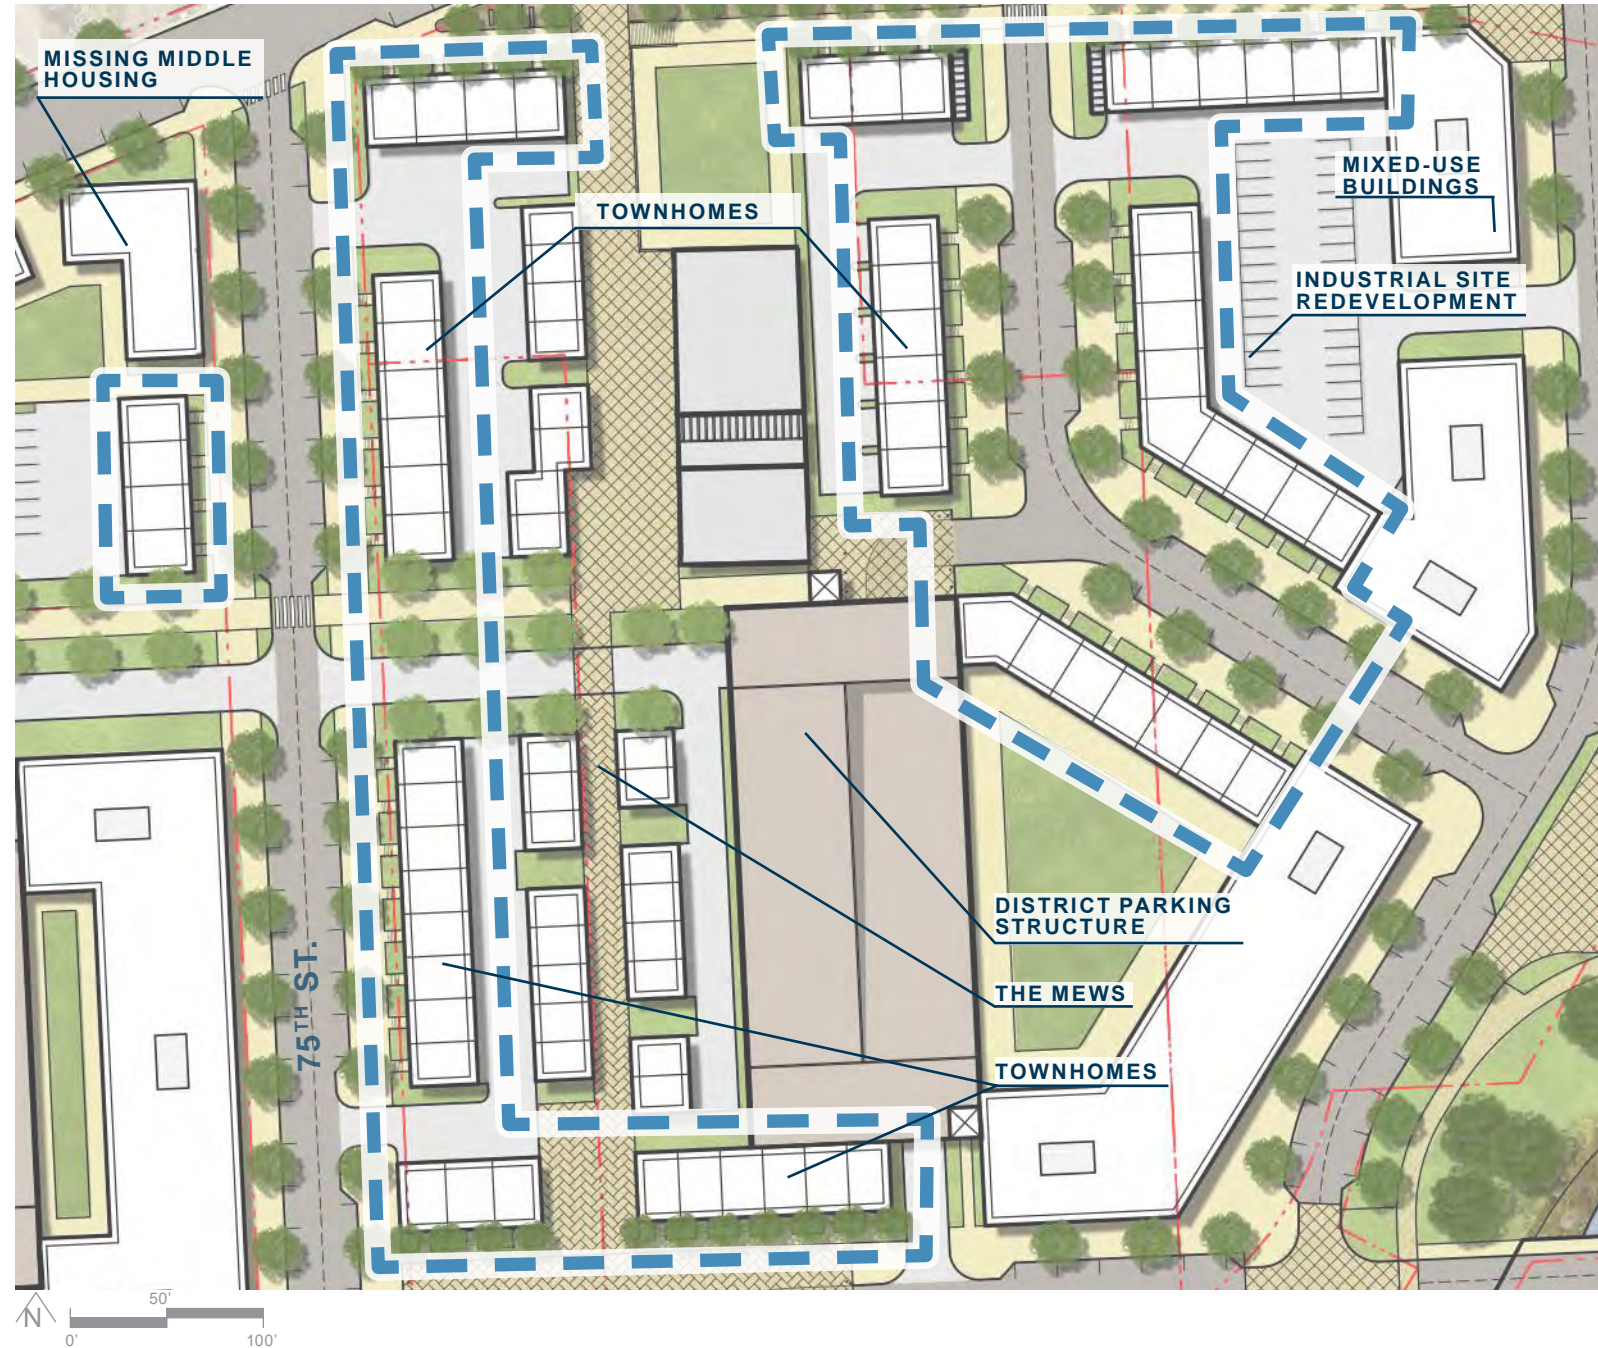 MISSING MIDDLE
HOUSING
TOWNHOMES
MIXED-USE
BUILDINGS
INDUSTRIAL SITE
REDEVELOPMENT
DISTRICT PARKING
STRUCTURE
THE MEWS
TOWNHOMES
75TH ST.
N
50'
0'
100'